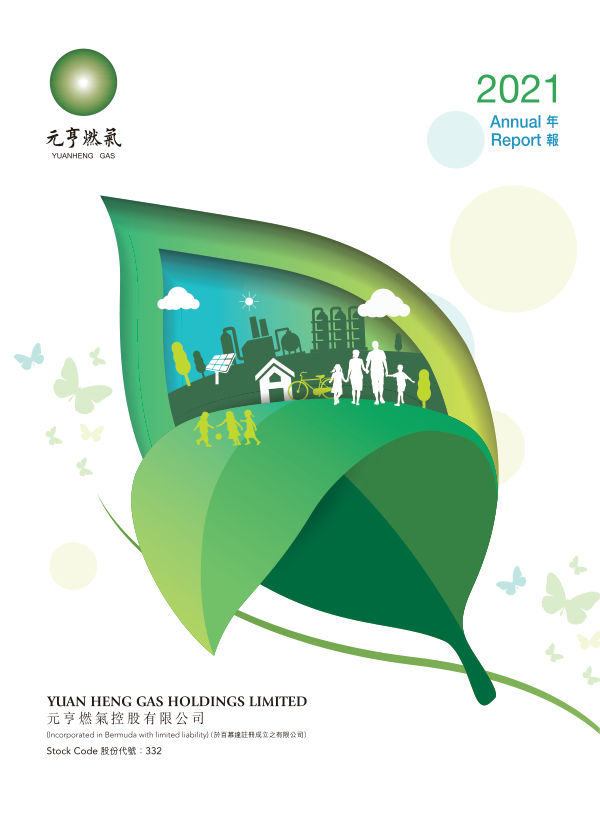 元亨燃氣
YUANHENG GAS
2021
Annual 年
Report 報
YUAN HENG GAS HOLDINGS LIMITED
元亨燃氣控股有限公司
(Incorporated in Bermuda with limited liability) (於百慕達註冊成立之有限公司)
Stock Code 股份代號：332